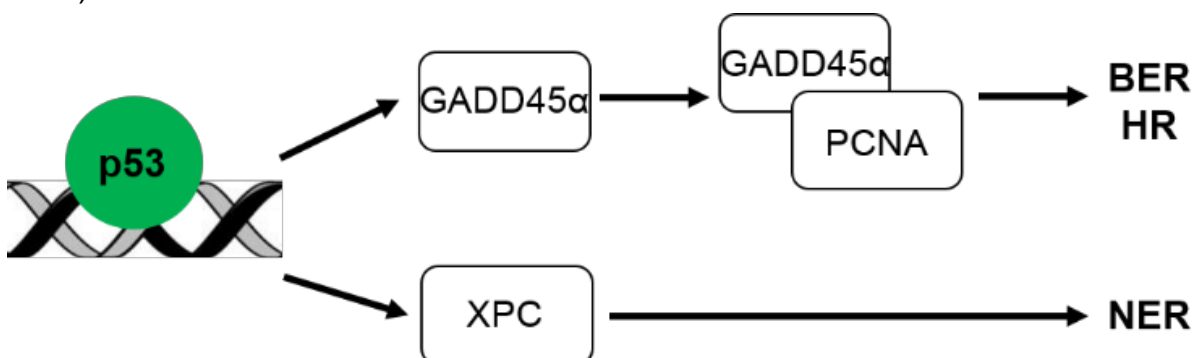 p53
GADD45α
GADD45α
PCNA
BER
HR
XPC
NER